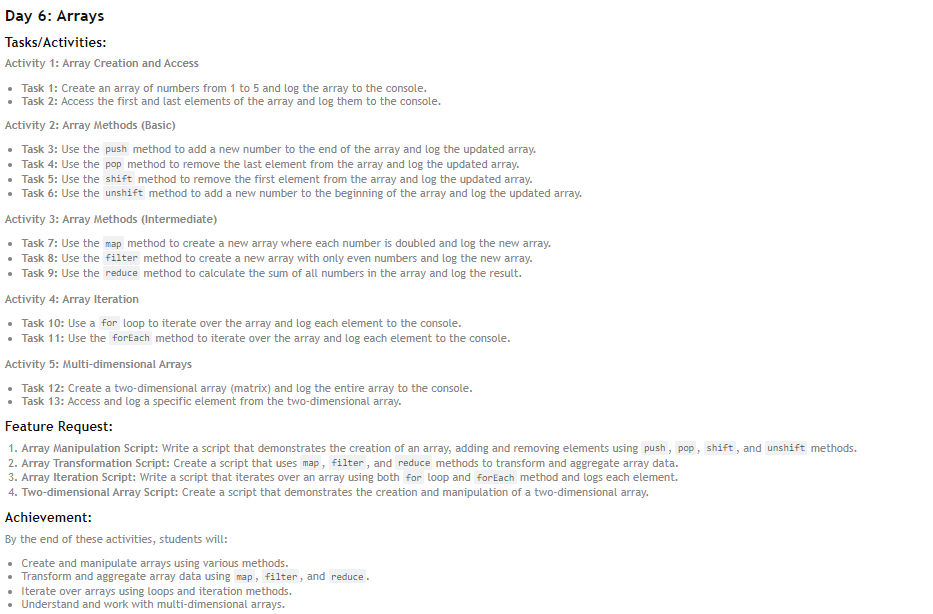 Day 6: Arrays
Tasks/Activities:
Activity 1: Array Creation and Access
• Task 1: Create an array of numbers from 1 to 5 and log the array to the console.
• Task 2: Access the first and last elements of the array and log them to the console.
Activity 2: Array Methods (Basic)
• Task 3: Use the push method to add a new number to the end of the array and log the updated array.
• Task 4: Use the pop method to remove the last element from the array and log the updated array.
• Task 5: Use the shift method to remove the first element from the array and log the updated array.
• Task 6: Use the unshift method to add a new number to the beginning of the array and log the updated array.
Activity 3: Array Methods (Intermediate)
• Task 7: Use the map method to create a new array where each number is doubled and log the new array.
• Task 8: Use the filter method to create a new array with only even numbers and log the new array.
• Task 9: Use the reduce method to calculate the sum of all numbers in the array and log the result.
Activity 4: Array Iteration
• Task 10: Use a for loop to iterate over the array and log each element to the console.
• Task 11: Use the forEach method to iterate over the array and log each element to the console.
Activity 5: Multi-dimensional Arrays
• Task 12: Create a two-dimensional array (matrix) and log the entire array to the console.
• Task 13: Access and log a specific element from the two-dimensional array.
Feature Request:
1. Array Manipulation Script: Write a script that demonstrates the creation of an array, adding and removing elements using push, pop, shift, and unshift methods.
2. Array Transformation Script: Create a script that uses map, filter, and reduce methods to transform and aggregate array data.
3. Array Iteration Script: Write a script that iterates over an array using both for loop and forEach method and logs each element.
4. Two-dimensional Array Script: Create a script that demonstrates the creation and manipulation of a two-dimensional array.
Achievement:
By the end of these activities, students will:
• Create and manipulate arrays using various methods.
• Transform and aggregate array data using map, filter, and reduce.
• Iterate over arrays using loops and iteration methods.
• Understand and work with multi-dimensional arrays.